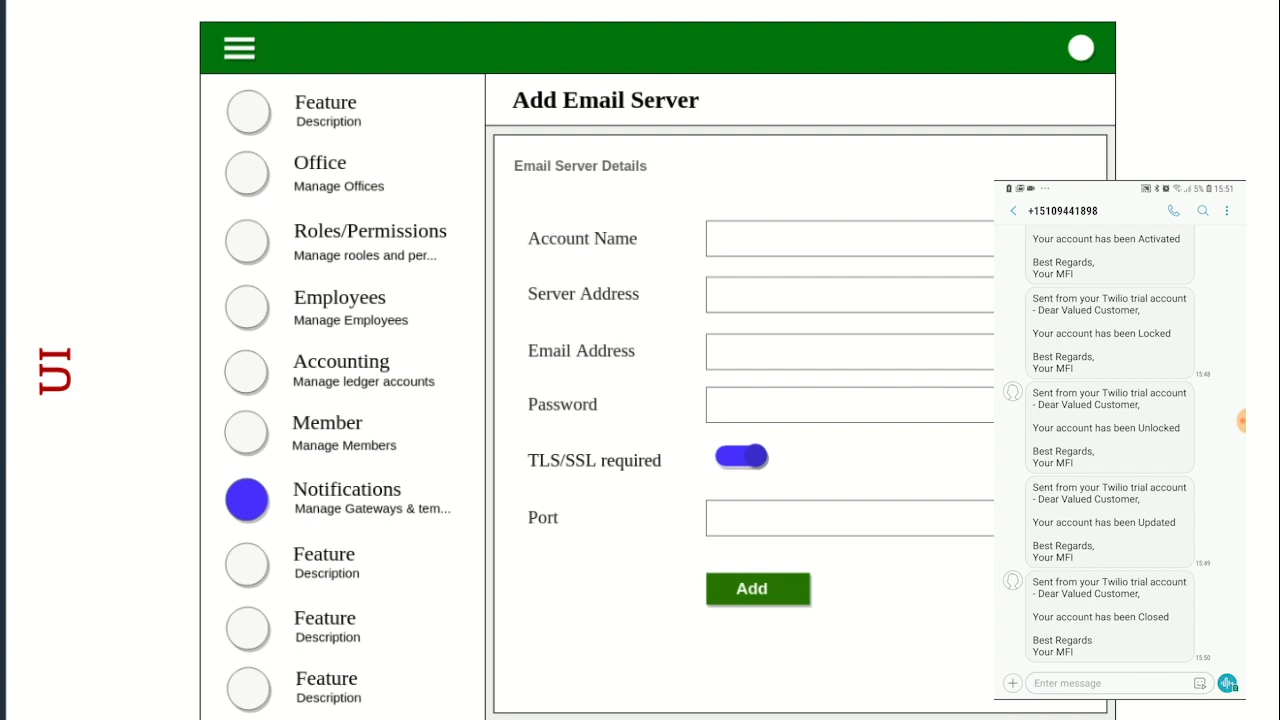 UI
Feature
Description
Office
Manage Offices
Roles/Permissions
Manage rooles and per...
Employees
Manage Employees
Accounting
Manage ledger accounts
Member
Manage Members
Notifications
Manage Gateways & tem...
Feature
Description
Feature
Description
Feature
Description
Add Email Server
Email Server Details
Account Name
Server Address
Email Address
Password
TLS/SSL required
Port
Add
5% 15:51
+15109441898
Your account has been Activated
Best Regards,
Your MFI
Sent from your Twilio trial account
- Dear Valued Customer,
Your account has been Locked
Best Regards,
Your MFI
15:48
Sent from your Twilio trial account
- Dear Valued Customer,
Your account has been Unlocked
Best Regards,
Your MFI
Sent from your Twilio trial account
- Dear Valued Customer,
Your account has been Updated
Best Regards,
Your MFI
15:49
Sent from your Twilio trial account
- Dear Valued Customer,
Your account has been Closed
Best Regards
Your MFI
15:50
Enter message